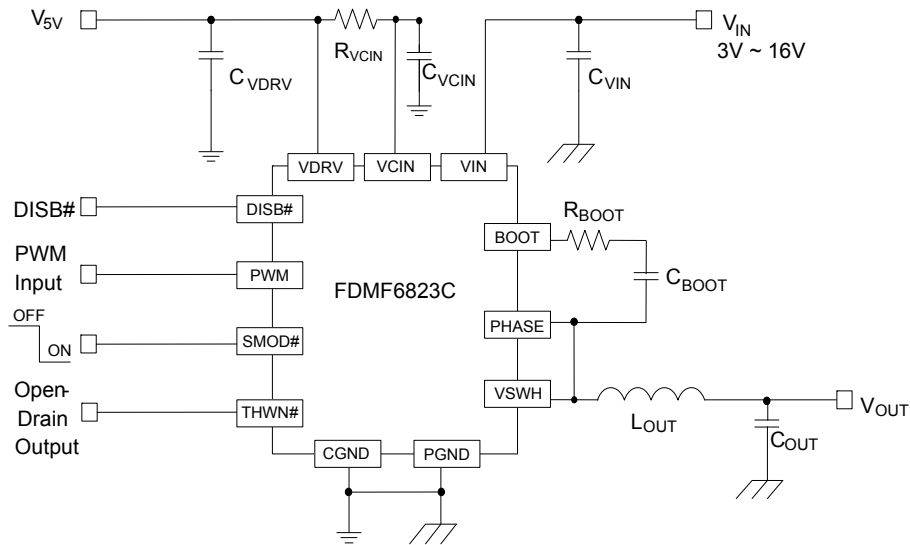 V5V
RVCIN
VIN
3V ~ 16V
CVDRV
CVCIN
CVIN
VDRV
VCIN
VIN
DISB#
DISB#
RBOOT
BOOT
PWM
Input
PWM
FDMF6823C
CBOOT
OFF
ON
SMOD#
PHASE
Open-
Drain
Output
THWN#
VSWH
LOUT
VOUT
COUT
CGND
PGND